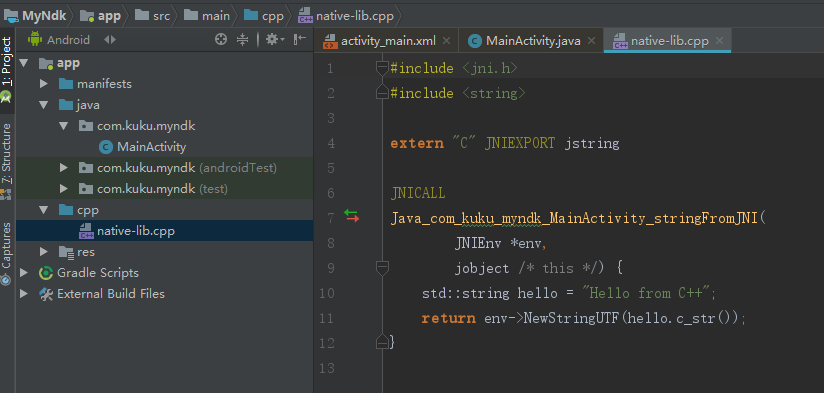 MyNdk app src main cpp native-lib.cpp
1: Project
7: Structure
Captures
Android
app
manifests
java
com.kuku.myndk
MainActivity
com.kuku.myndk (androidTest)
com.kuku.myndk (test)
cpp
native-lib.cpp
res
Gradle Scripts
External Build Files
activity_main.xml MainActivity.java native-lib.cpp
1 #include <jni.h>
2 #include <string>
3
4 extern "C" JNIEXPORT jstring
5
6 JNICALL
7 Java_com_kuku_myndk_MainActivity_stringFromJNI(
8 JNIEnv *env,
9 jobject /* this */) {
10 std::string hello = "Hello from C++";
11 return env->NewStringUTF(hello.c_str());
12 }
13